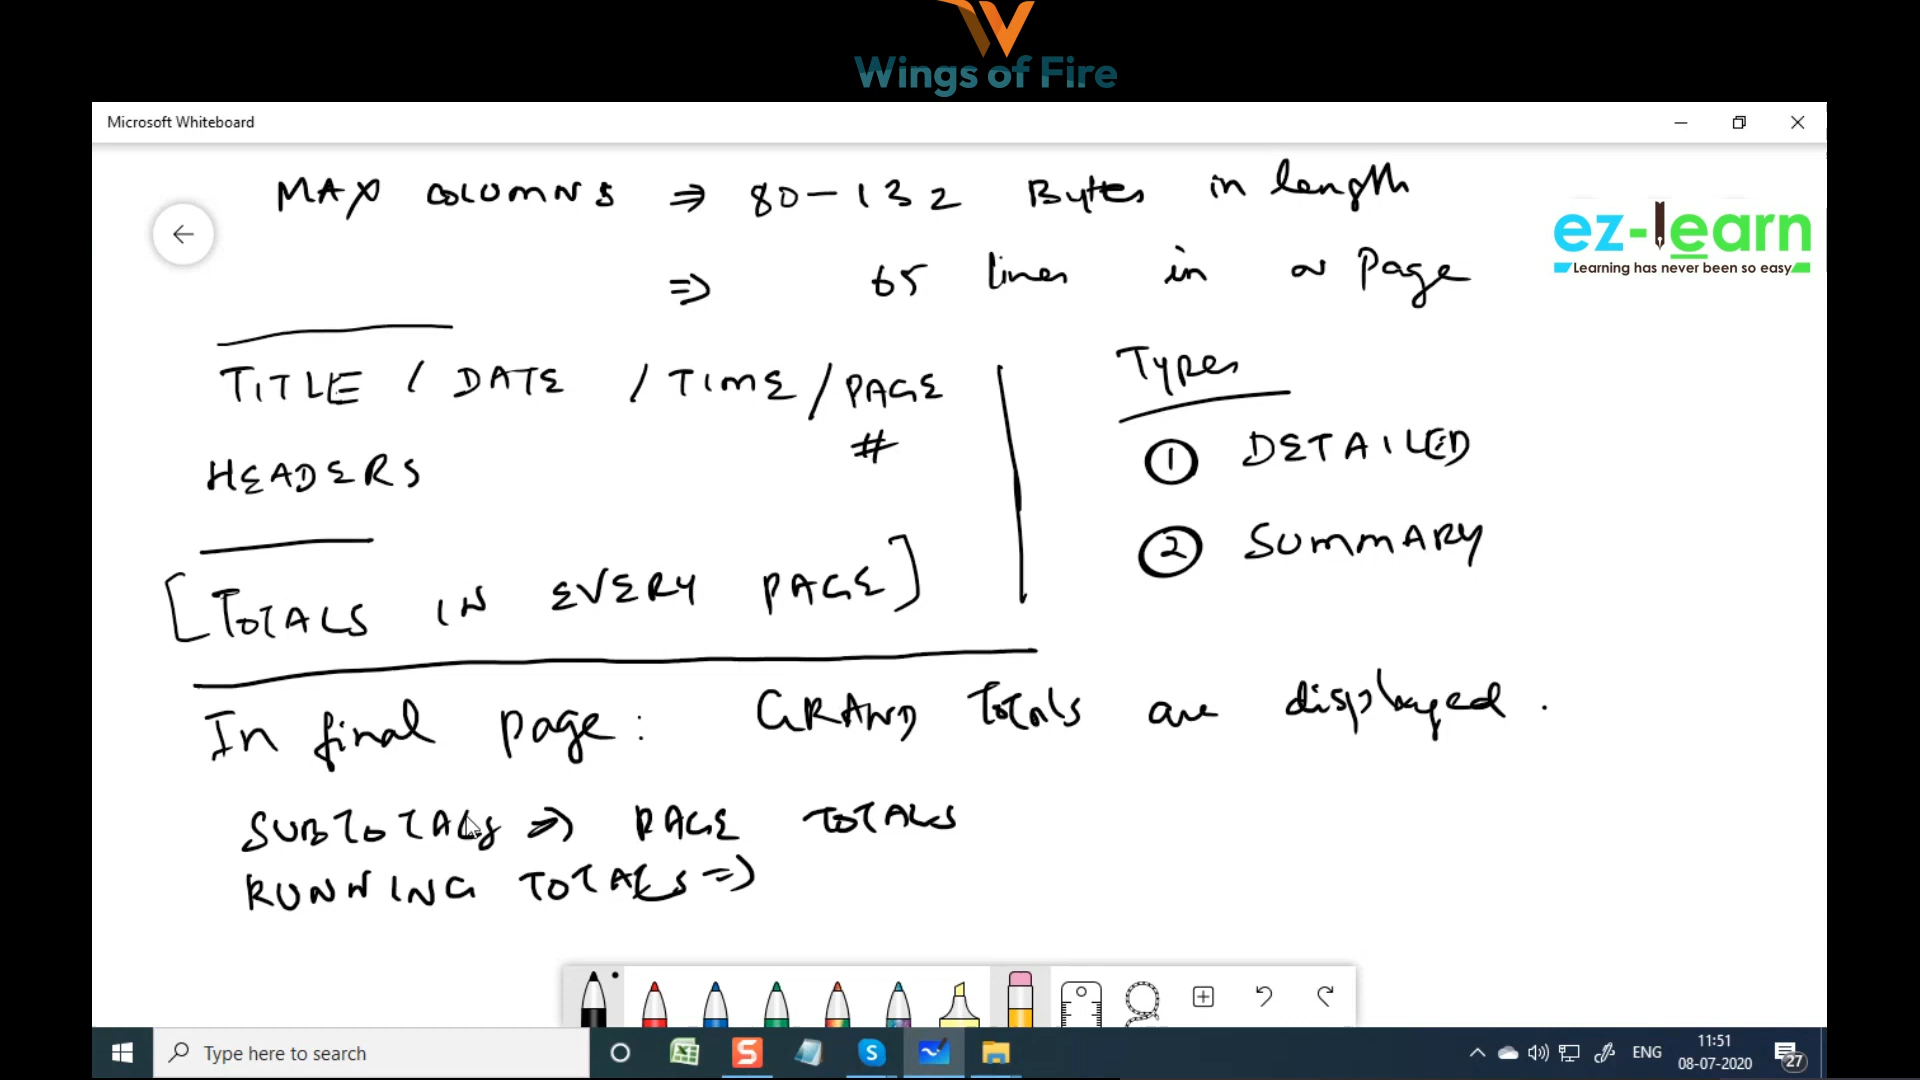 Wings of Fire
Microsoft Whiteboard
MAX COLUMNS ⇒ 80-132 Bytes in length
⇒ 65 lines in a Page
ez-learn
Learning has never been so easy
TITLE / DATE / TIME / PAGE #
HEADERS
[TOTALS IN EVERY PAGE]
Types
① DETAILED
② SUMMARY
In final page: GRAND Totals are displayed.
SUBTOTALS ⇒ PAGE TOTALS
RUNNING TOTALS ⇒
Type here to search
ENG
11:51
08-07-2020
27